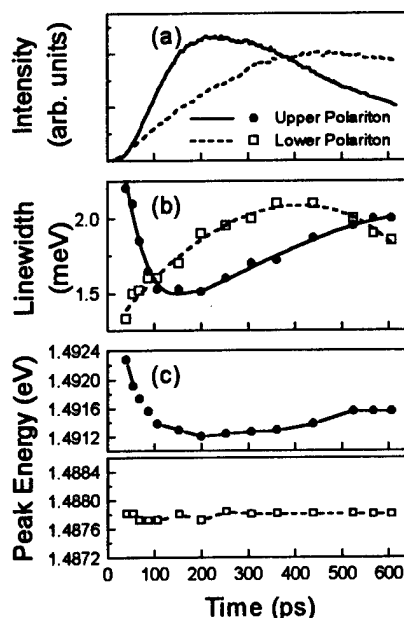 (a)
Intensity
(arb. units)
Upper Polariton
Lower Polariton
(b)
Linewidth
(meV)
2.0
1.5
(c)
Peak Energy (eV)
1.4924
1.4920
1.4916
1.4912
1.4884
1.4880
1.4876
1.4872
0 100 200 300 400 500 600
Time (ps)